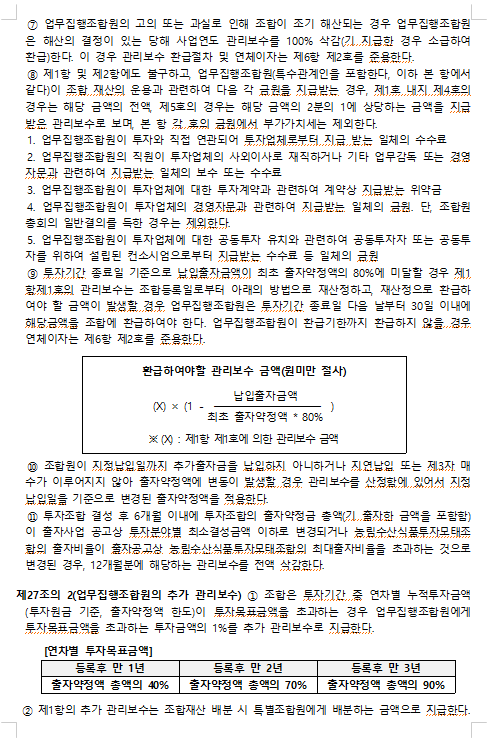 ⑦ 업무집행조합원의 고의 또는 과실로 인해 조합이 조기 해산되는 경우 업무집행조합원
은 해산의 결정이 있는 당해 사업연도 관리보수를 100% 삭감(기 지급한 경우 소급하여
환급)한다. 이 경우 관리보수 환급절차 및 연체이자는 제6항 제2호를 준용한다.
⑧ 제1항 및 제2항에도 불구하고, 업무집행조합원(특수관계인을 포함한다, 이하 본 항에서
같다)이 조합 재산의 운용과 관련하여 다음 각 금원을 지급받는 경우, 제1호 내지 제4호의
경우는 해당 금액의 전액, 제5호의 경우는 해당 금액의 2분의 1에 상당하는 금액을 지급
받은 관리보수로 보며, 본 항 각 호의 금원에서 부가가치세는 제외한다.
1. 업무집행조합원이 투자와 직접 연관되어 투자업체로부터 지급 받는 일체의 수수료
2. 업무집행조합원의 직원이 투자업체의 사외이사로 재직하거나 기타 업무감독 또는 경영
자문과 관련하여 지급받는 일체의 보수 또는 수수료
3. 업무집행조합원이 투자업체에 대한 투자계약과 관련하여 계약상 지급받는 위약금
4. 업무집행조합원이 투자업체의 경영자문과 관련하여 지급받는 일체의 금원. 단, 조합원
총회의 일반결의를 득한 경우는 제외한다.
5. 업무집행조합원이 투자업체에 대한 공동투자 유치와 관련하여 공동투자자 또는 공동투
자를 위하여 설립된 컨소시엄으로부터 지급받는 수수료 등 일체의 금원
⑨ 투자기간 종료일 기준으로 납입출자금액이 최초 출자약정액의 80%에 미달할 경우 제1
항제1호의 관리보수는 조합등록일로부터 아래의 방법으로 재산정하고, 재산정으로 환급하
여야 할 금액이 발생할 경우 업무집행조합원은 투자기간 종료일 다음 날부터 30일 이내에
해당금액을 조합에 환급하여야 한다. 업무집행조합원이 환급기한까지 환급하지 않을 경우
연체이자는 제6항 제2호를 준용한다.
환급하여야할 관리보수 금액(원미만 절사)
(X) × (1 - 납입출자금액 )
최초 출자약정액 * 80%
※ (X) : 제1항 제1호에 의한 관리보수 금액
⑩ 조합원이 지정납입일까지 추가출자금을 납입하지 아니하거나 지연납입 또는 제3자 매
수가 이루어지지 않아 출자약정액에 변동이 발생할 경우 관리보수를 산정함에 있어서 지정
납입일을 기준으로 변경된 출자약정액을 적용한다.
⑪ 투자조합 결성 후 6개월 이내에 투자조합의 출자약정금 총액(기 출자한 금액을 포함함)
이 출자사업 공고상 투자분야별 최소결성금액 이하로 변경되거나 농림수산식품투자모태조
합의 출자비율이 출자공고상 농림수산식품투자모태조합의 최대출자비율을 초과하는 것으로
변경된 경우, 12개월분에 해당하는 관리보수를 전액 삭감한다.
제27조의 2(업무집행조합원의 추가 관리보수) ① 조합은 투자기간 중 연차별 누적투자금액
(투자원금 기준, 출자약정액 한도)이 투자목표금액을 초과하는 경우 업무집행조합원에게
투자목표금액을 초과하는 투자금액의 1%를 추가 관리보수로 지급한다.
[연차별 투자목표금액]
등록후 만 1년 등록후 만 2년 등록후 만 3년
출자약정액 총액의 40% 출자약정액 총액의 70% 출자약정액 총액의 90%
② 제1항의 추가 관리보수는 조합재산 배분 시 특별조합원에게 배분하는 금액으로 지급한다.